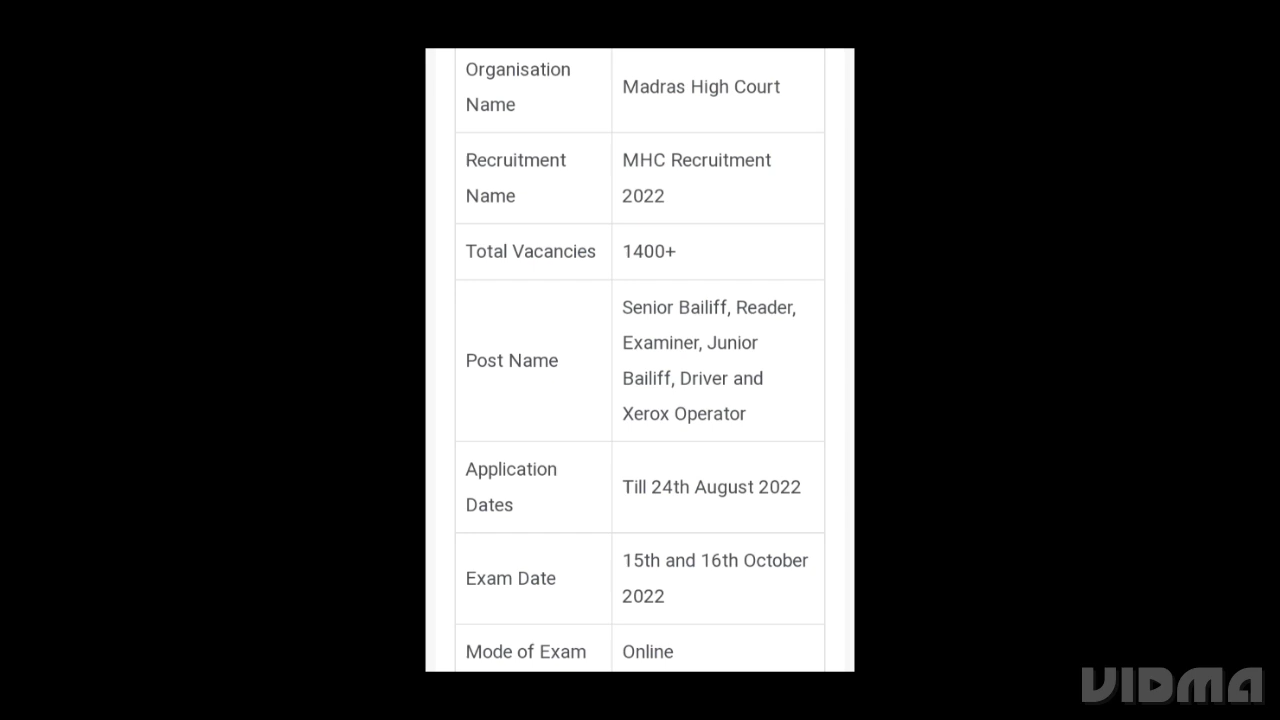 Organisation
Name
Madras High Court
Recruitment
Name
MHC Recruitment
2022
Total Vacancies
1400+
Post Name
Senior Bailiff, Reader,
Examiner, Junior
Bailiff, Driver and
Xerox Operator
Application
Dates
Till 24th August 2022
Exam Date
15th and 16th October
2022
Mode of Exam
Online
VIDMA